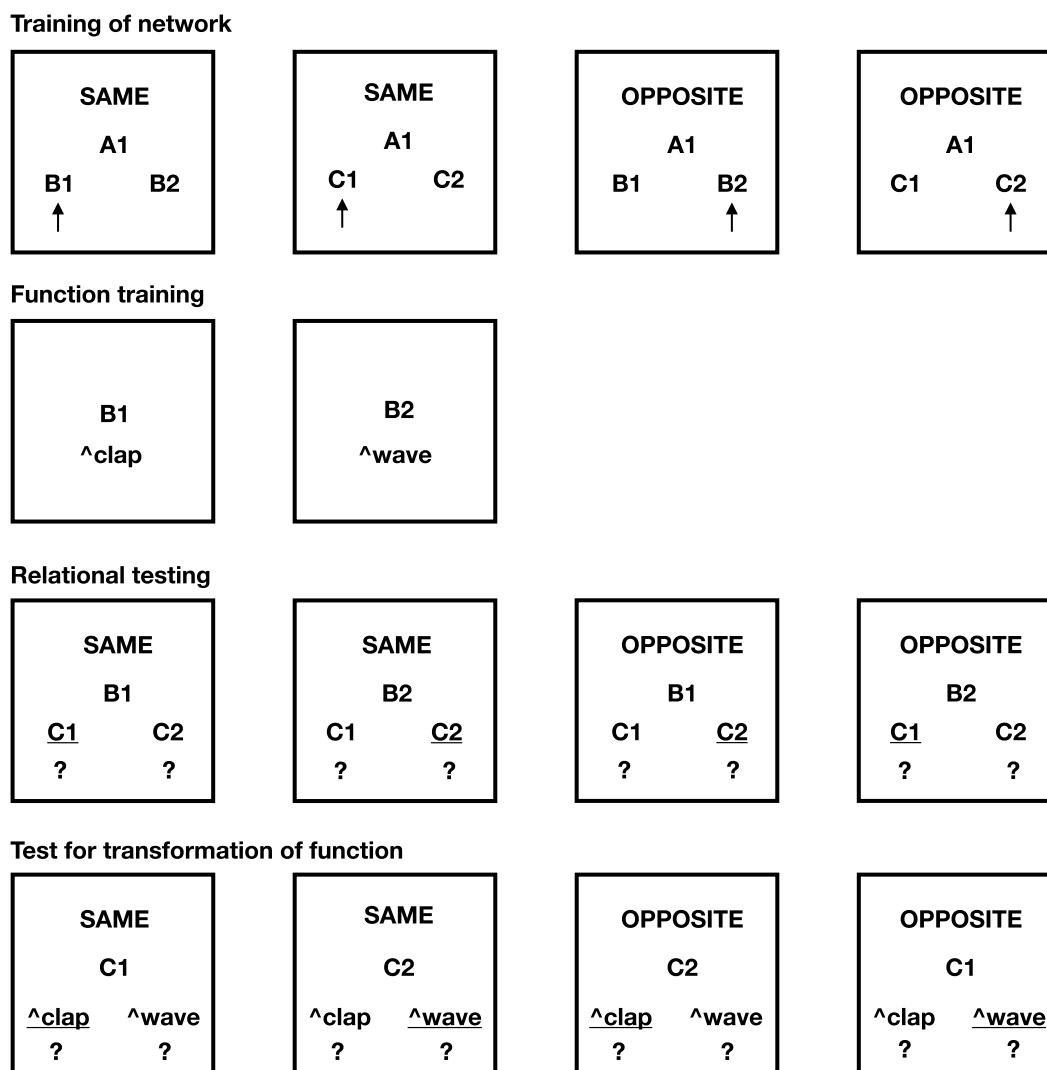 Training of network
SAME SAME OPPOSITE OPPOSITE
A1 A1 A1 A1
B1 B2 C1 C2 B1 B2 C1 C2
Function training
B1 B2
^clap ^wave
Relational testing
SAME SAME OPPOSITE OPPOSITE
B1 B2 B1 B2
C1 C2 C1 C2 C1 C2 C1 C2
? ? ? ? ? ? ? ?
Test for transformation of function
SAME SAME OPPOSITE OPPOSITE
C1 C2 C2 C1
^clap ^wave ^clap ^wave ^clap ^wave ^clap ^wave
? ? ? ? ? ? ? ?